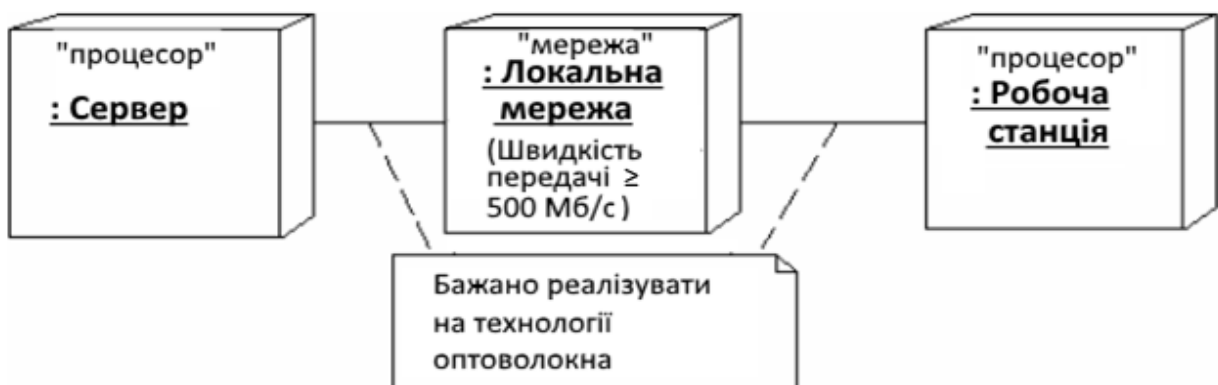 "процесор"
: Сервер
"мережа"
: Локальна
мережа
(Швидкість
передачі ≥
500 Мб/с )
"процесор"
: Робоча
станція
Бажано реалізувати
на технології
оптоволокна